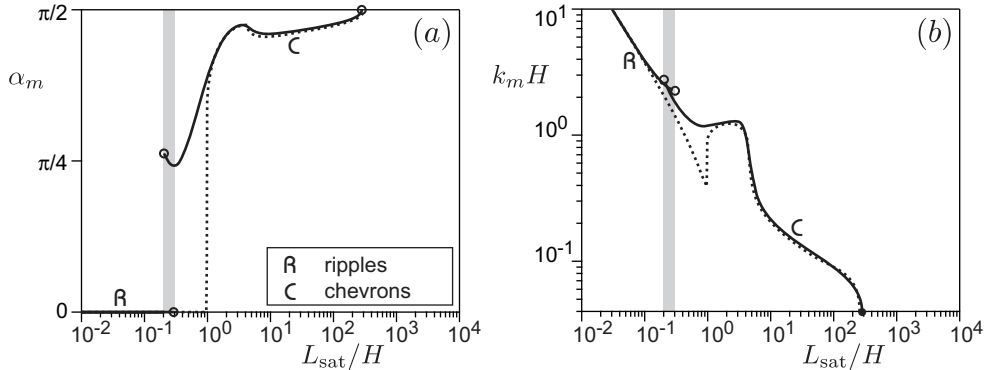 π/2
(a)
C
α_m
π/4
R
R ripples
C chevrons
0
10^-2 10^-1 10^0 10^1 10^2 10^3 10^4
L_sat/H
10^1
(b)
R
k_m H
10^0
C
10^-1
10^-2 10^-1 10^0 10^1 10^2 10^3 10^4
L_sat/H